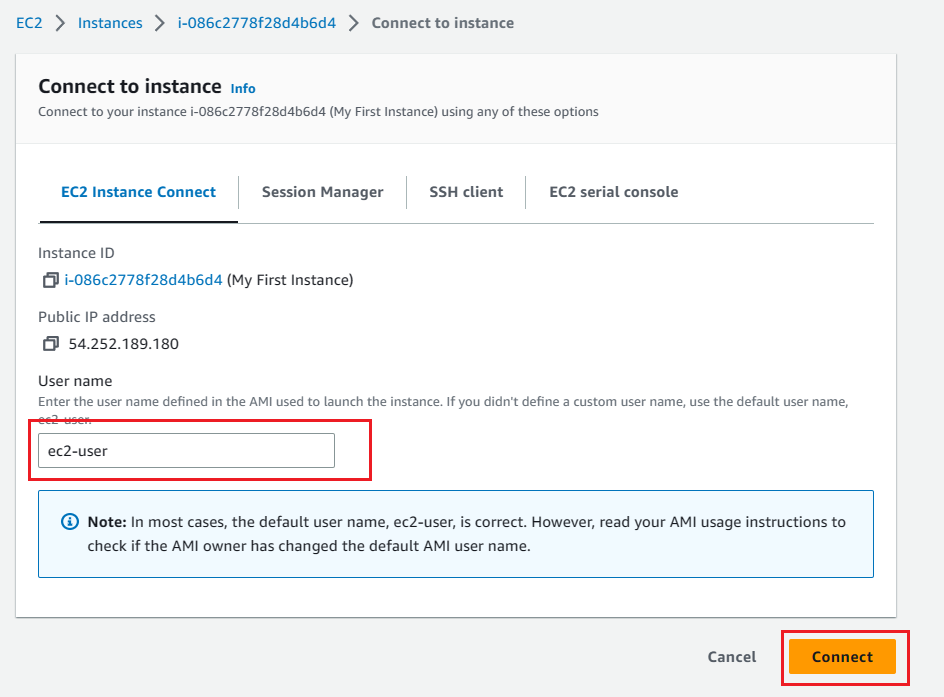 EC2 > Instances > i-086c2778f28d4b6d4 > Connect to instance
Connect to instance Info
Connect to your instance i-086c2778f28d4b6d4 (My First Instance) using any of these options
EC2 Instance Connect Session Manager SSH client EC2 serial console
Instance ID
i-086c2778f28d4b6d4 (My First Instance)
Public IP address
54.252.189.180
User name
Enter the user name defined in the AMI used to launch the instance. If you didn't define a custom user name, use the default user name,
ec2-user.
ec2-user
Note: In most cases, the default user name, ec2-user, is correct. However, read your AMI usage instructions to
check if the AMI owner has changed the default AMI user name.
Cancel Connect